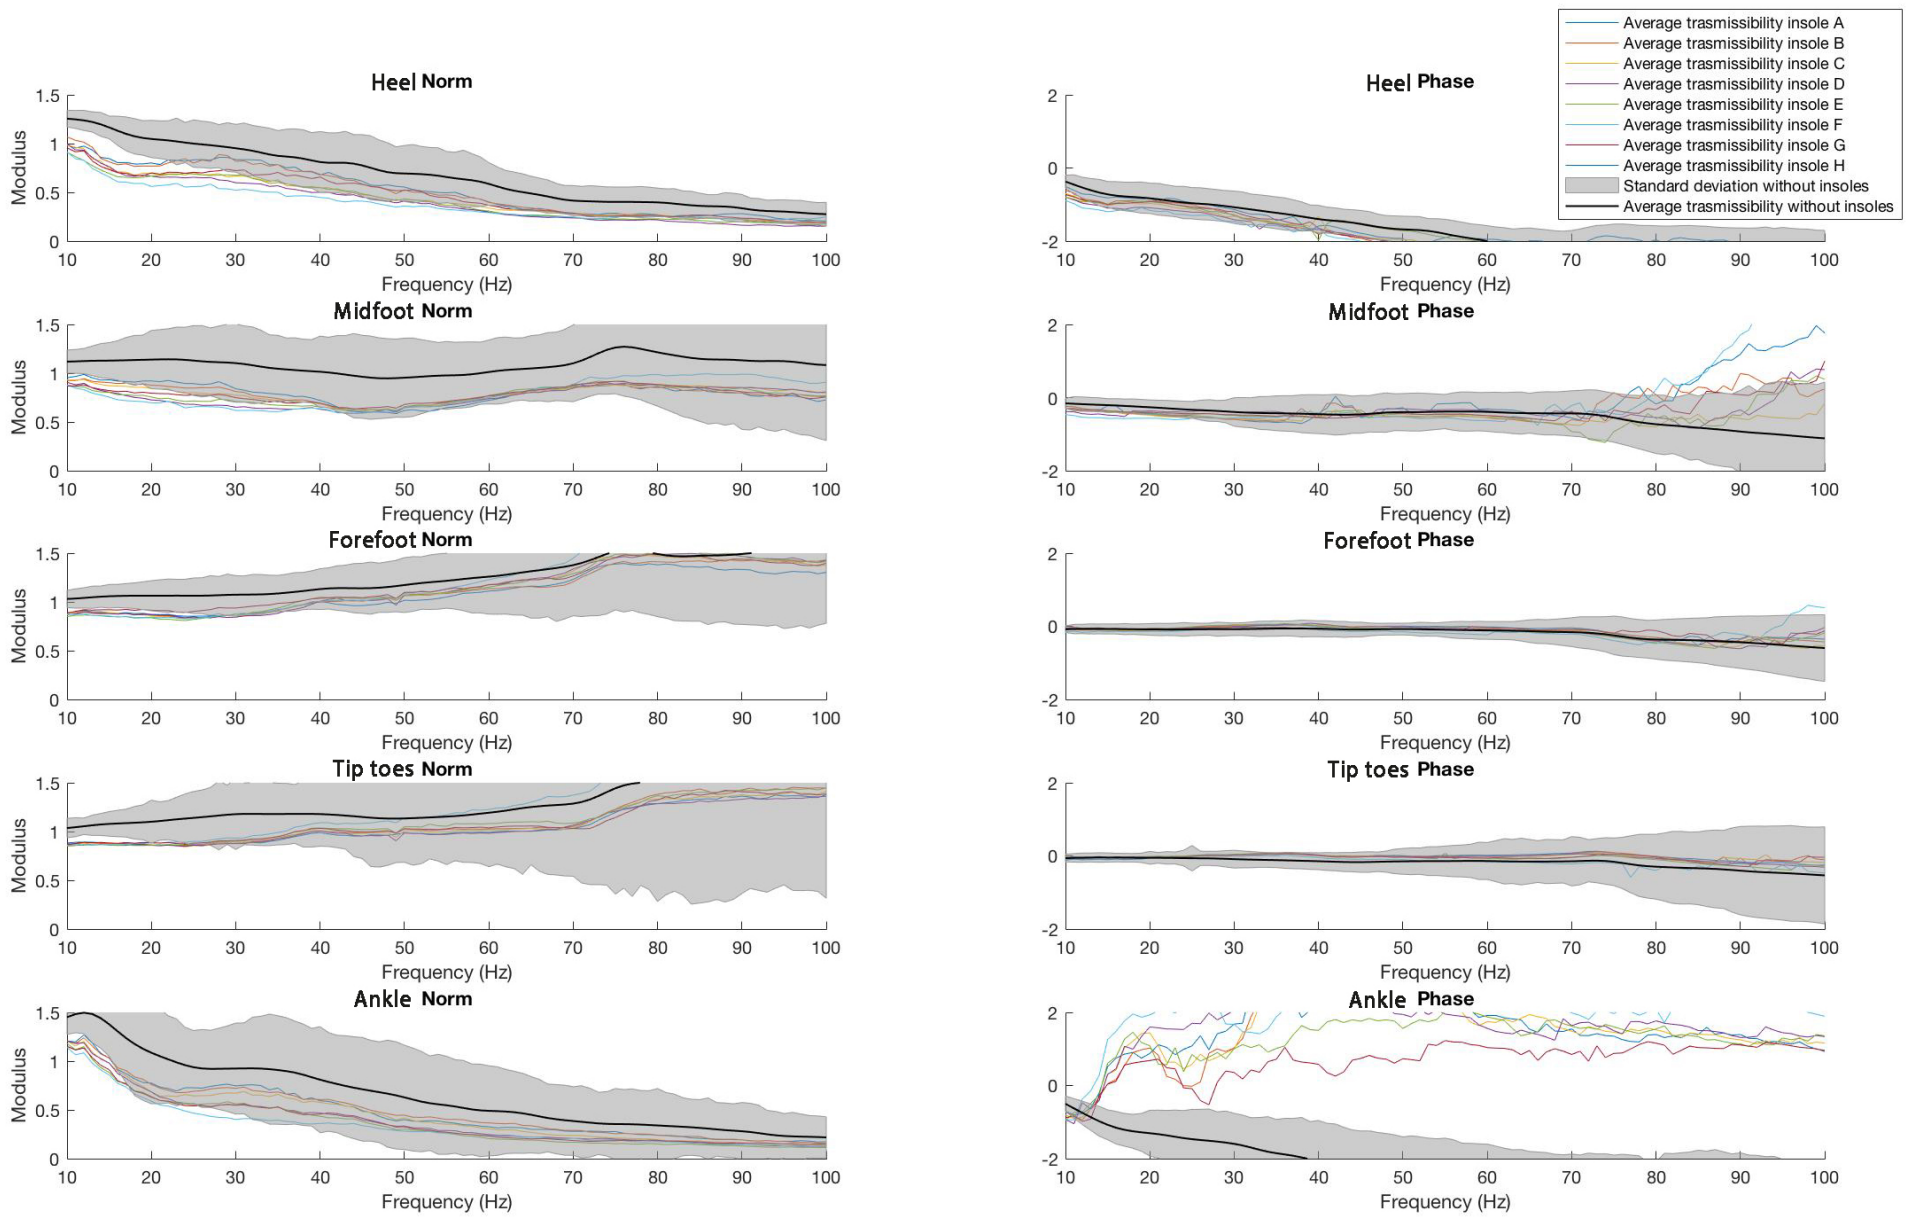 Average trasmissibility insole A
Average trasmissibility insole B
Average trasmissibility insole C
Average trasmissibility insole D
Average trasmissibility insole E
Average trasmissibility insole F
Average trasmissibility insole G
Average trasmissibility insole H
Standard deviation without insoles
Average trasmissibility without insoles
Heel Norm
1.5
1
0.5
0
Modulus
10 20 30 40 50 60 70 80 90 100
Frequency (Hz)
Heel Phase
2
0
-2
10 20 30 40 50 60 70 80 90 100
Frequency (Hz)
Midfoot Norm
1.5
1
0.5
0
Modulus
10 20 30 40 50 60 70 80 90 100
Frequency (Hz)
Midfoot Phase
2
0
-2
10 20 30 40 50 60 70 80 90 100
Frequency (Hz)
Forefoot Norm
1.5
1
0.5
0
Modulus
10 20 30 40 50 60 70 80 90 100
Frequency (Hz)
Forefoot Phase
2
0
-2
10 20 30 40 50 60 70 80 90 100
Frequency (Hz)
Tip toes Norm
1.5
1
0.5
0
Modulus
10 20 30 40 50 60 70 80 90 100
Frequency (Hz)
Tip toes Phase
2
0
-2
10 20 30 40 50 60 70 80 90 100
Frequency (Hz)
Ankle Norm
1.5
1
0.5
0
Modulus
10 20 30 40 50 60 70 80 90 100
Frequency (Hz)
Ankle Phase
2
0
-2
10 20 30 40 50 60 70 80 90 100
Frequency (Hz)